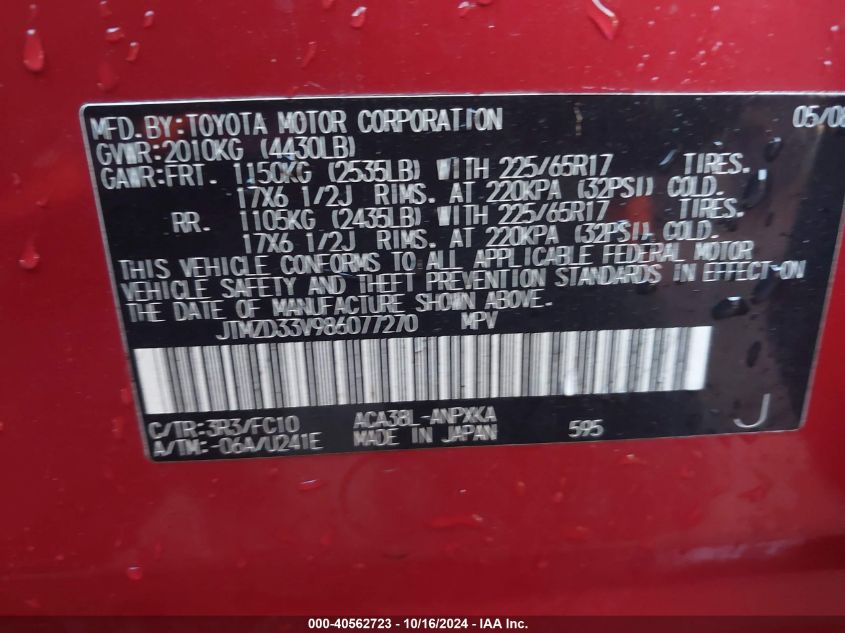 MFD. BY: TOYOTA MOTOR CORPORATION 05/08
GVWR: 2010KG (4430LB)
GAWR: FRT. 1150KG (2535LB) WITH 225/65R17 TIRES.
17X6 1/2J RIMS. AT 220KPA (32PSI) COLD.
RR. 1105KG (2435LB) WITH 225/65R17 TIRES.
17X6 1/2J RIMS. AT 220KPA (32PSI) COLD.
THIS VEHICLE CONFORMS TO ALL APPLICABLE FEDERAL MOTOR
VEHICLE SAFETY AND THEFT PREVENTION STANDARDS IN EFFECT ON
THE DATE OF MANUFACTURE SHOWN ABOVE.
JTMZD33V986077270 MPV
C/TR: 3R3/FC10 ACA38L-ANPXKA 595 J
A/TM: -06A/U241E MADE IN JAPAN
000-40562723 - 10/16/2024 - IAA Inc.